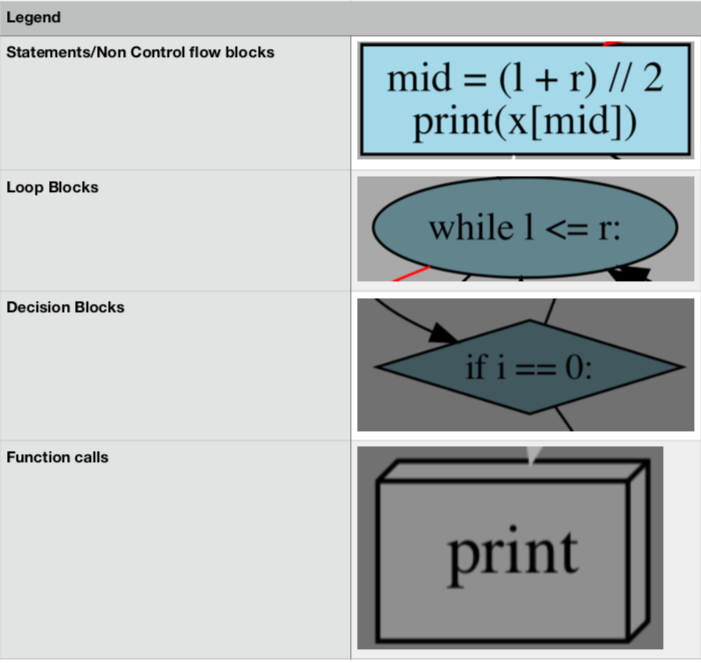 Legend
Statements/Non Control flow blocks
mid = (l + r) // 2
print(x[mid])
Loop Blocks
while l <= r:
Decision Blocks
if i == 0:
Function calls
print